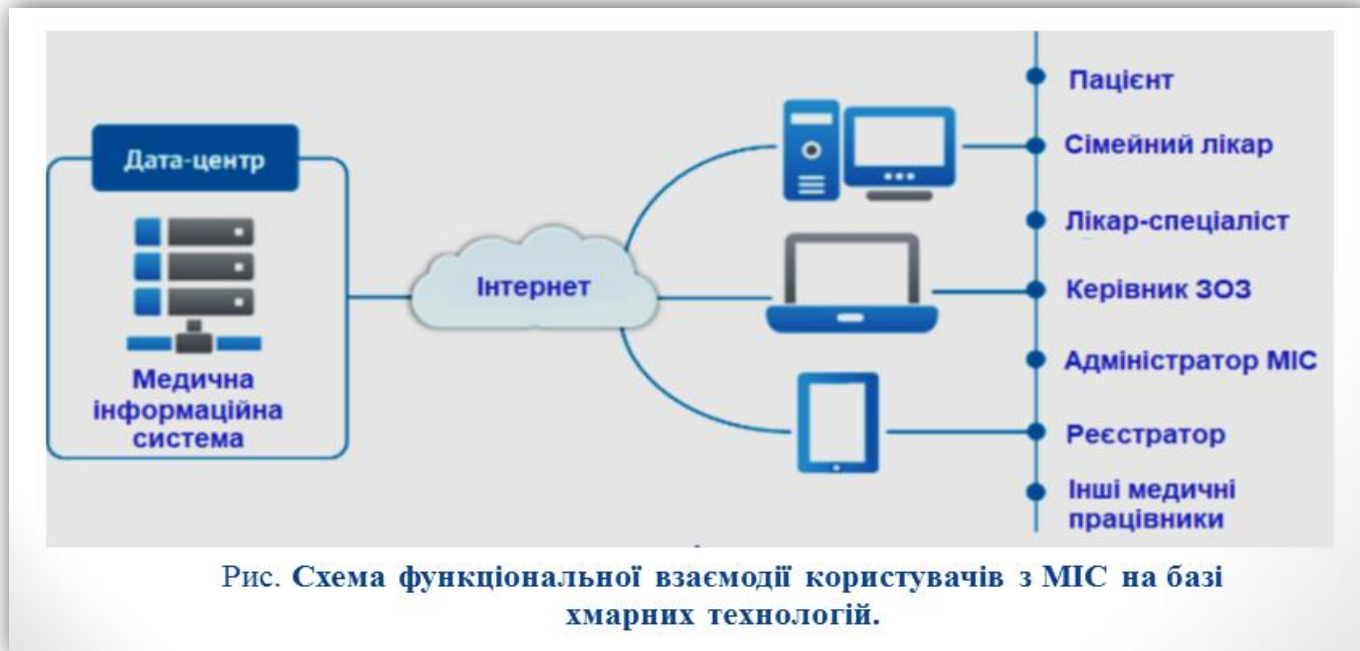 Дата-центр
Медична
інформаційна
система
Інтернет
Пацієнт
Сімейний лікар
Лікар-спеціаліст
Керівник ЗОЗ
Адміністратор МІС
Реєстратор
Інші медичні
працівники
Рис. Схема функціональної взаємодії користувачів з МІС на базі
хмарних технологій.